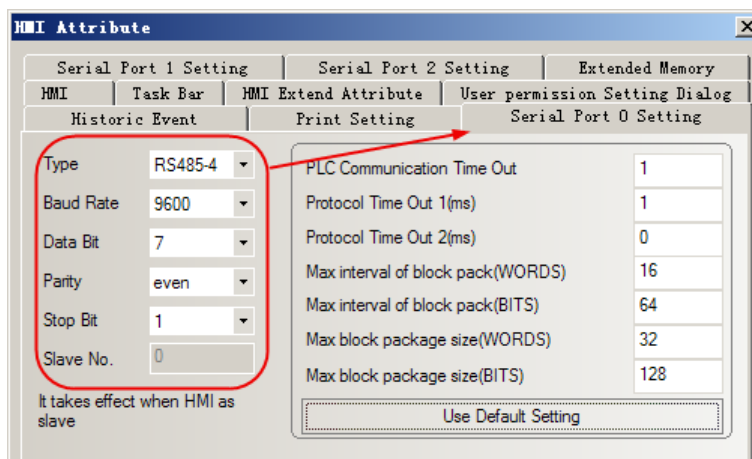 HMI Attribute
Serial Port 1 Setting
Serial Port 2 Setting
Extended Memory
HMI
Task Bar
HMI Extend Attribute
User permission Setting Dialog
Historic Event
Print Setting
Serial Port 0 Setting
Type RS485-4
Baud Rate 9600
Data Bit 7
Parity even
Stop Bit 1
Slave No. 0
It takes effect when HMI as
slave
PLC Communication Time Out 1
Protocol Time Out 1(ms) 1
Protocol Time Out 2(ms) 0
Max interval of block pack(WORDS) 16
Max interval of block pack(BITS) 64
Max block package size(WORDS) 32
Max block package size(BITS) 128
Use Default Setting